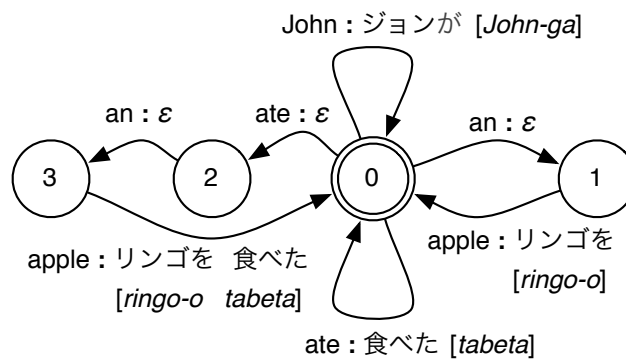 John : ジョンが [John-ga]
an : ε
ate : ε
an : ε
3
2
0
1
apple : リンゴを 食べた
[ringo-o tabeta]
apple : リンゴを
[ringo-o]
ate : 食べた [tabeta]